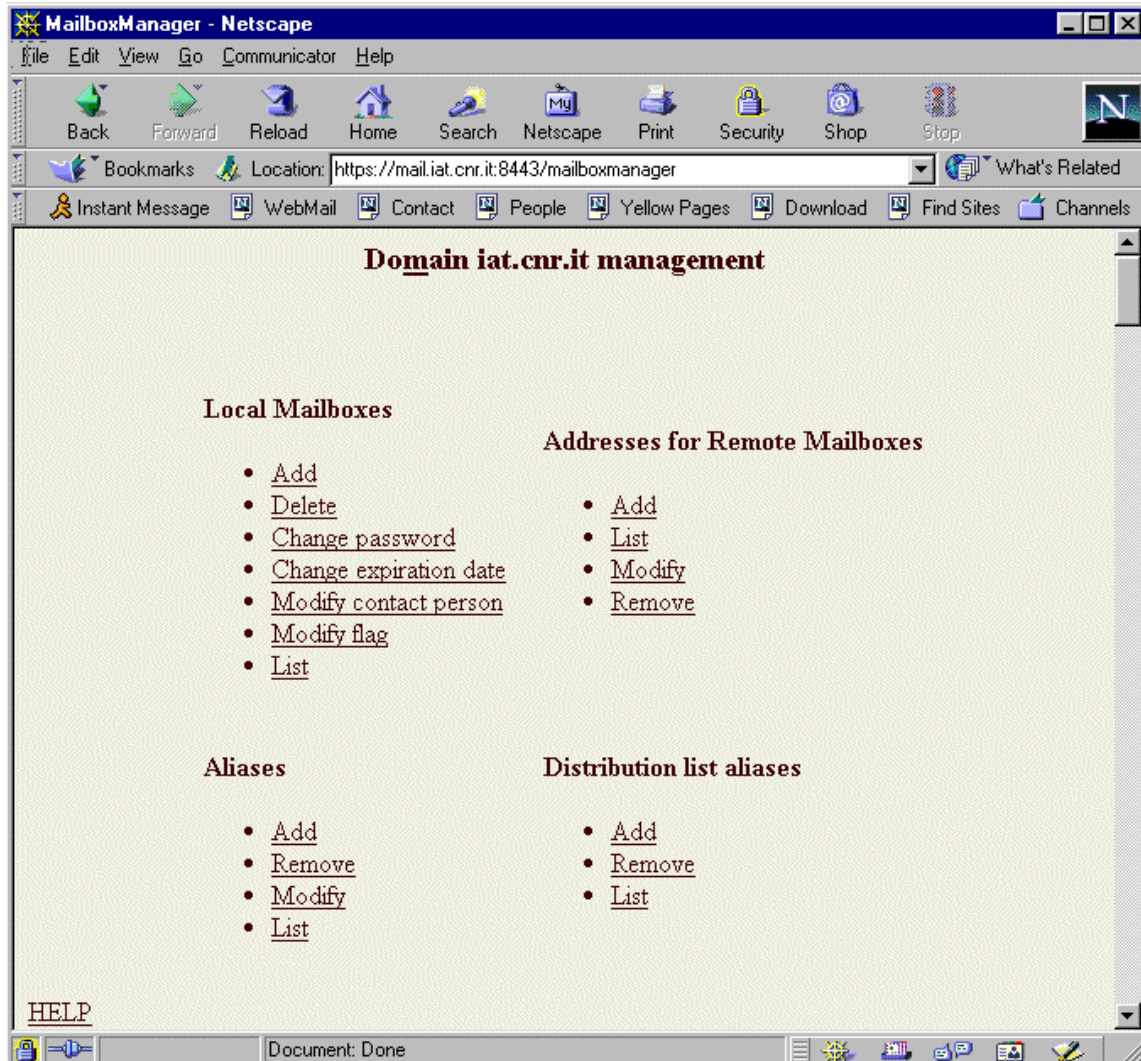 MailboxManager - Netscape
File Edit View Go Communicator Help
Back Forward Reload Home Search Netscape Print Security Shop Stop
My
N
Bookmarks Location: https://mail.iat.cnr.it:8443/mailboxmanager What's Related
Instant Message WebMail Contact People Yellow Pages Download Find Sites Channels
Domain iat.cnr.it management
Local Mailboxes
Add
Delete
Change password
Change expiration date
Modify contact person
Modify flag
List
Addresses for Remote Mailboxes
Add
List
Modify
Remove
Aliases
Add
Remove
Modify
List
Distribution list aliases
Add
Remove
List
HELP
Document: Done